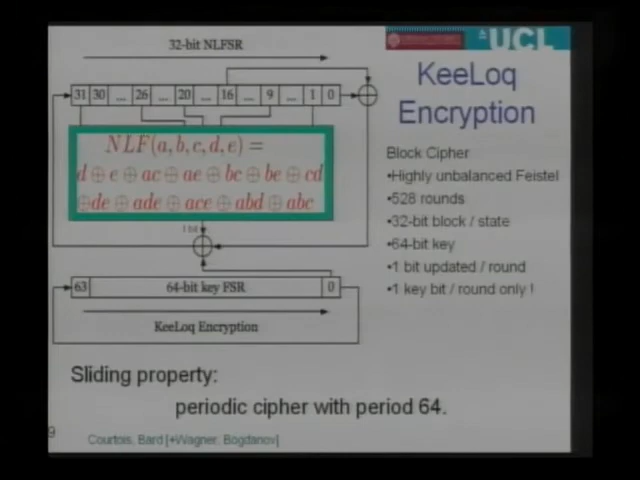 32-bit NLFSR
UCL
KeeLoq
Encryption
31 30 ... 26 ... 20 ... 16 ... 9 ... 1 0
NLF(a, b, c, d, e) =
d ⊕ e ⊕ ac ⊕ ae ⊕ bc ⊕ be ⊕ cd
⊕de ⊕ ade ⊕ ace ⊕ abd ⊕ abc
1 bit
Block Cipher
•Highly unbalanced Feistel
•528 rounds
•32-bit block / state
•64-bit key
•1 bit updated / round
•1 key bit / round only !
63 64-bit key FSR 0
KeeLoq Encryption
Sliding property:
periodic cipher with period 64.
9
Courtois, Bard [+Wagner, Bogdanov]